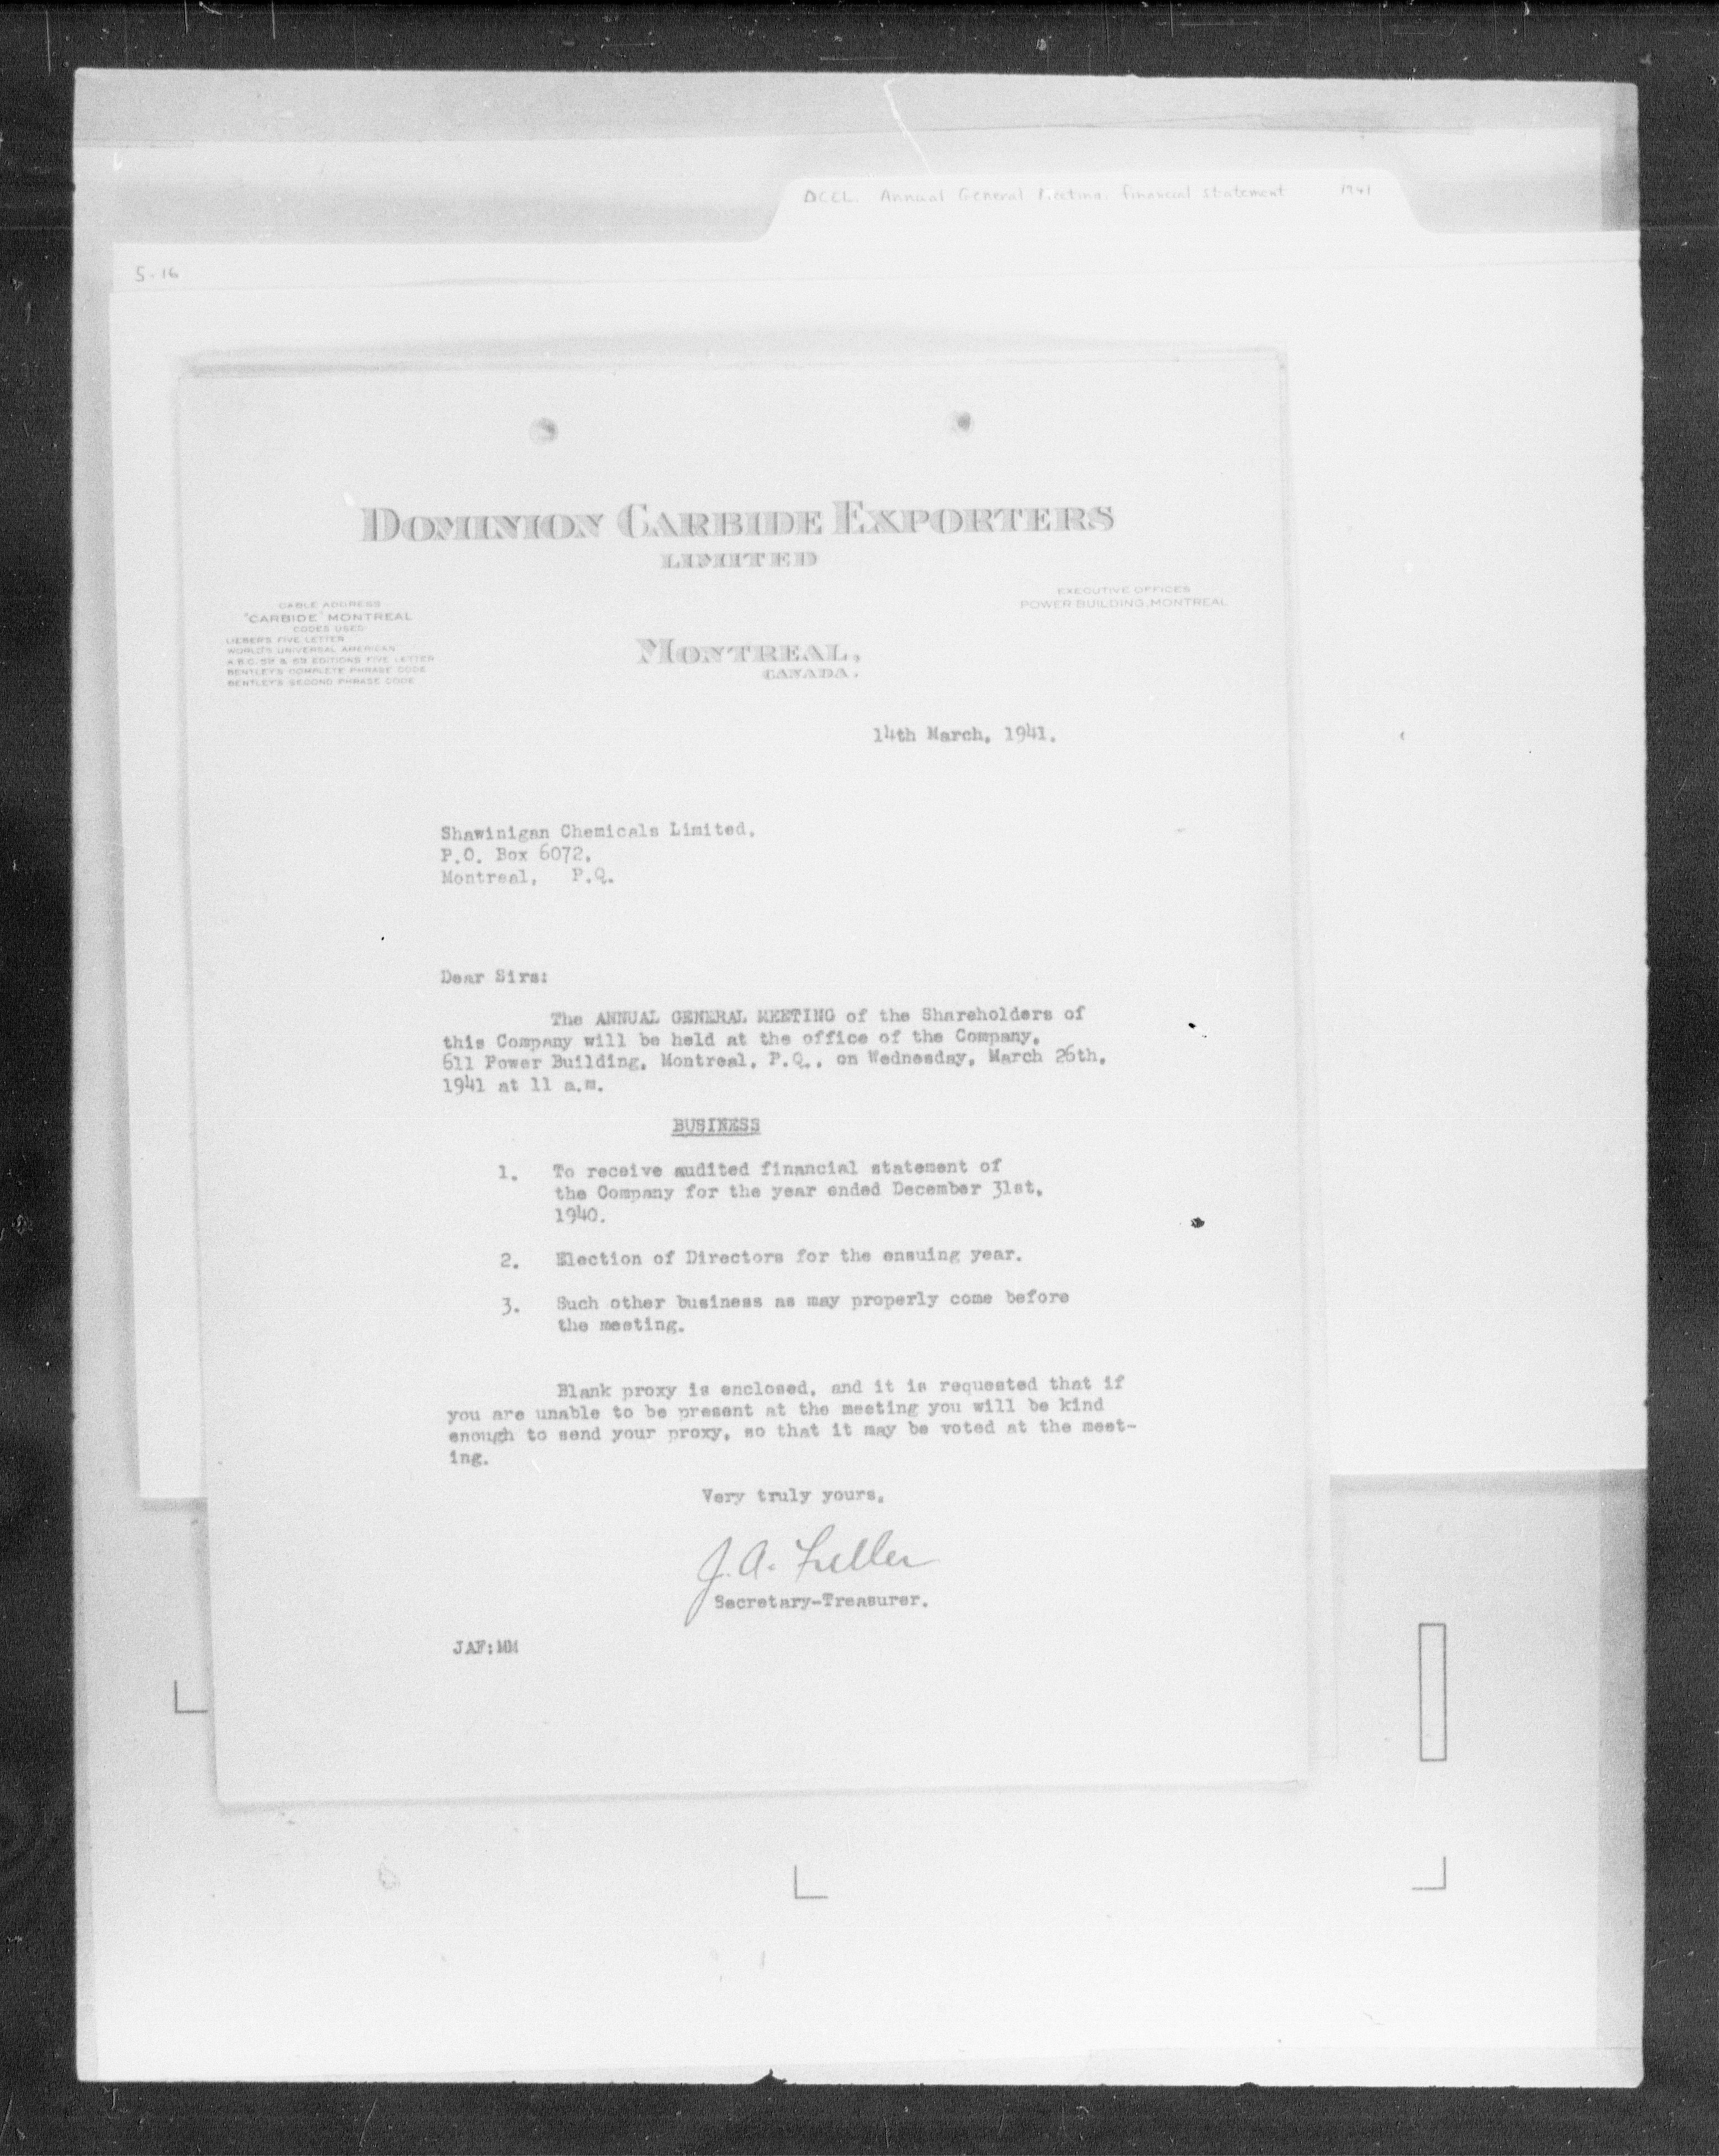 DCCL. Annual General Meeting. financial statement 1941
5-16
DOMINION CARBIDE EXPORTERS
LIMITED
CABLE ADDRESS
"CARBIDE" MONTREAL
CODES USED
LIEBER'S FIVE LETTER
WORLD'S UNIVERSAL AMERICAN
A.B.C. 5TH & 6TH EDITIONS FIVE LETTER
BENTLEY'S COMPLETE PHRASE CODE
BENTLEY'S SECOND PHRASE CODE
EXECUTIVE OFFICES
POWER BUILDING, MONTREAL
MONTREAL,
CANADA.
14th March, 1941.
Shawinigan Chemicals Limited,
P.O. Box 6072,
Montreal, P.Q.
Dear Sirs:
The ANNUAL GENERAL MEETING of the Shareholders of
this Company will be held at the office of the Company,
611 Power Building, Montreal, P.Q., on Wednesday, March 26th,
1941 at 11 a.m.
BUSINESS
1. To receive audited financial statement of
the Company for the year ended December 31st,
1940.
2. Election of Directors for the ensuing year.
3. Such other business as may properly come before
the meeting.
Blank proxy is enclosed, and it is requested that if
you are unable to be present at the meeting you will be kind
enough to send your proxy, so that it may be voted at the meet-
ing.
Very truly yours,
J. A. Fuller
Secretary-Treasurer.
JAF:MM